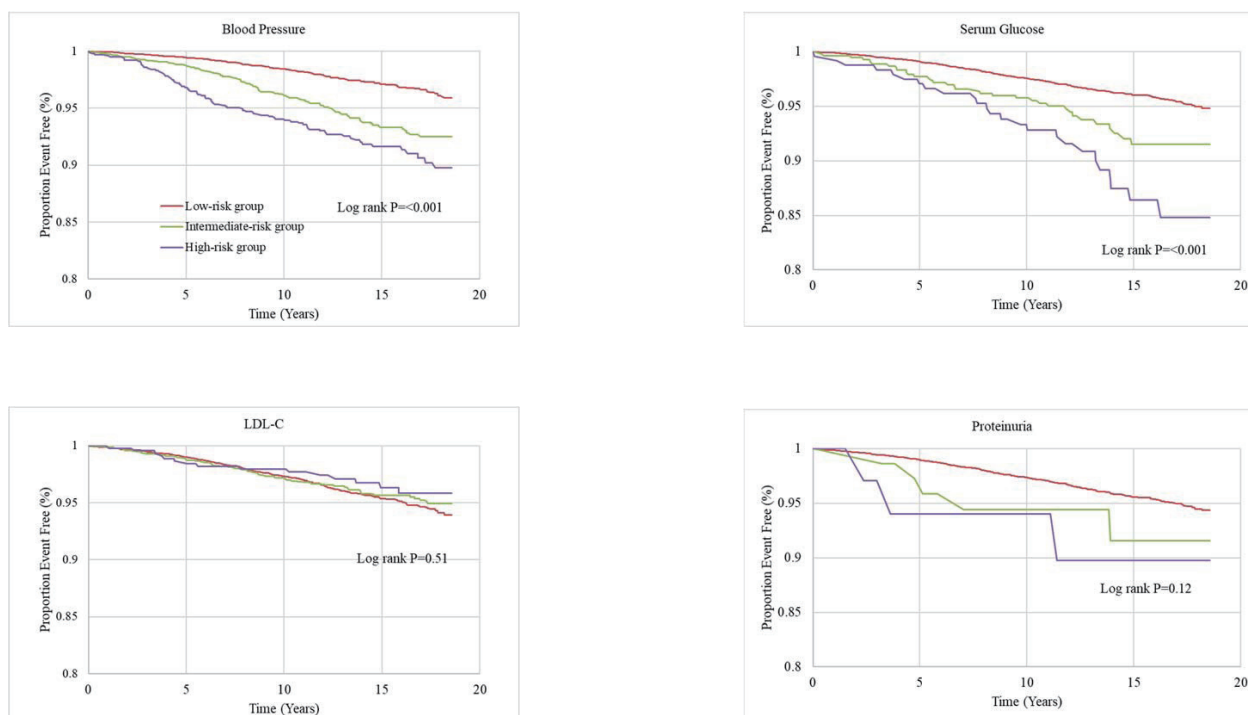 Blood Pressure
Proportion Event Free (%)
1
0.95
0.9
0.85
0.8
Low-risk group
Intermediate-risk group
High-risk group
Log rank P=<0.001
0 5 10 15 20
Time (Years)
Serum Glucose
Proportion Event Free (%)
1
0.95
0.9
0.85
0.8
Log rank P=<0.001
0 5 10 15 20
Time (Years)
LDL-C
Proportion Event Free (%)
1
0.95
0.9
0.85
0.8
Log rank P=0.51
0 5 10 15 20
Time (Years)
Proteinuria
Proportion Event Free (%)
1
0.95
0.9
0.85
0.8
Log rank P=0.12
0 5 10 15 20
Time (Years)